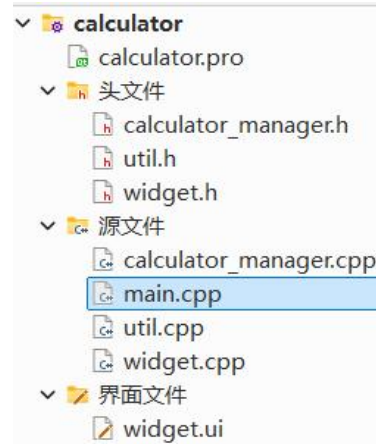 calculator
calculator.pro
头文件
calculator_manager.h
util.h
widget.h
源文件
calculator_manager.cpp
main.cpp
util.cpp
widget.cpp
界面文件
widget.ui